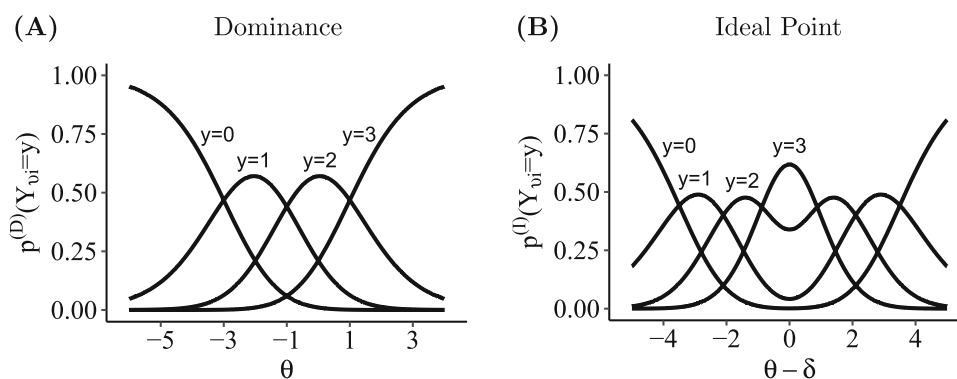 (A) Dominance
1.00
0.75
0.50
0.25
0.00
p(D)(Yυi=y)
y=0
y=1
y=2
y=3
−5 −3 −1 1 3
θ
(B) Ideal Point
1.00
0.75
0.50
0.25
0.00
p(I)(Yυi=y)
y=0
y=1
y=2
y=3
−4 −2 0 2 4
θ − δ